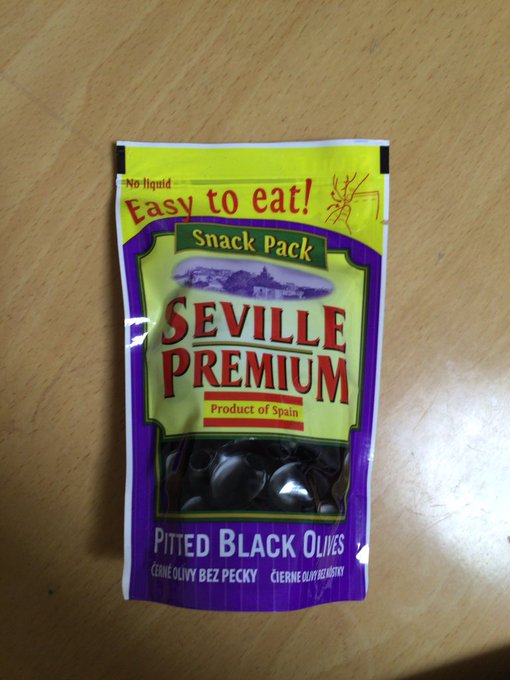 No liquid
Easy to eat!
Snack Pack
SEVILLE
PREMIUM
Product of Spain
PITTED BLACK OLIVES
ČERNÉ OLIVY BEZ PECKY ČIERNE OLIVY BEZ KÔSTKY